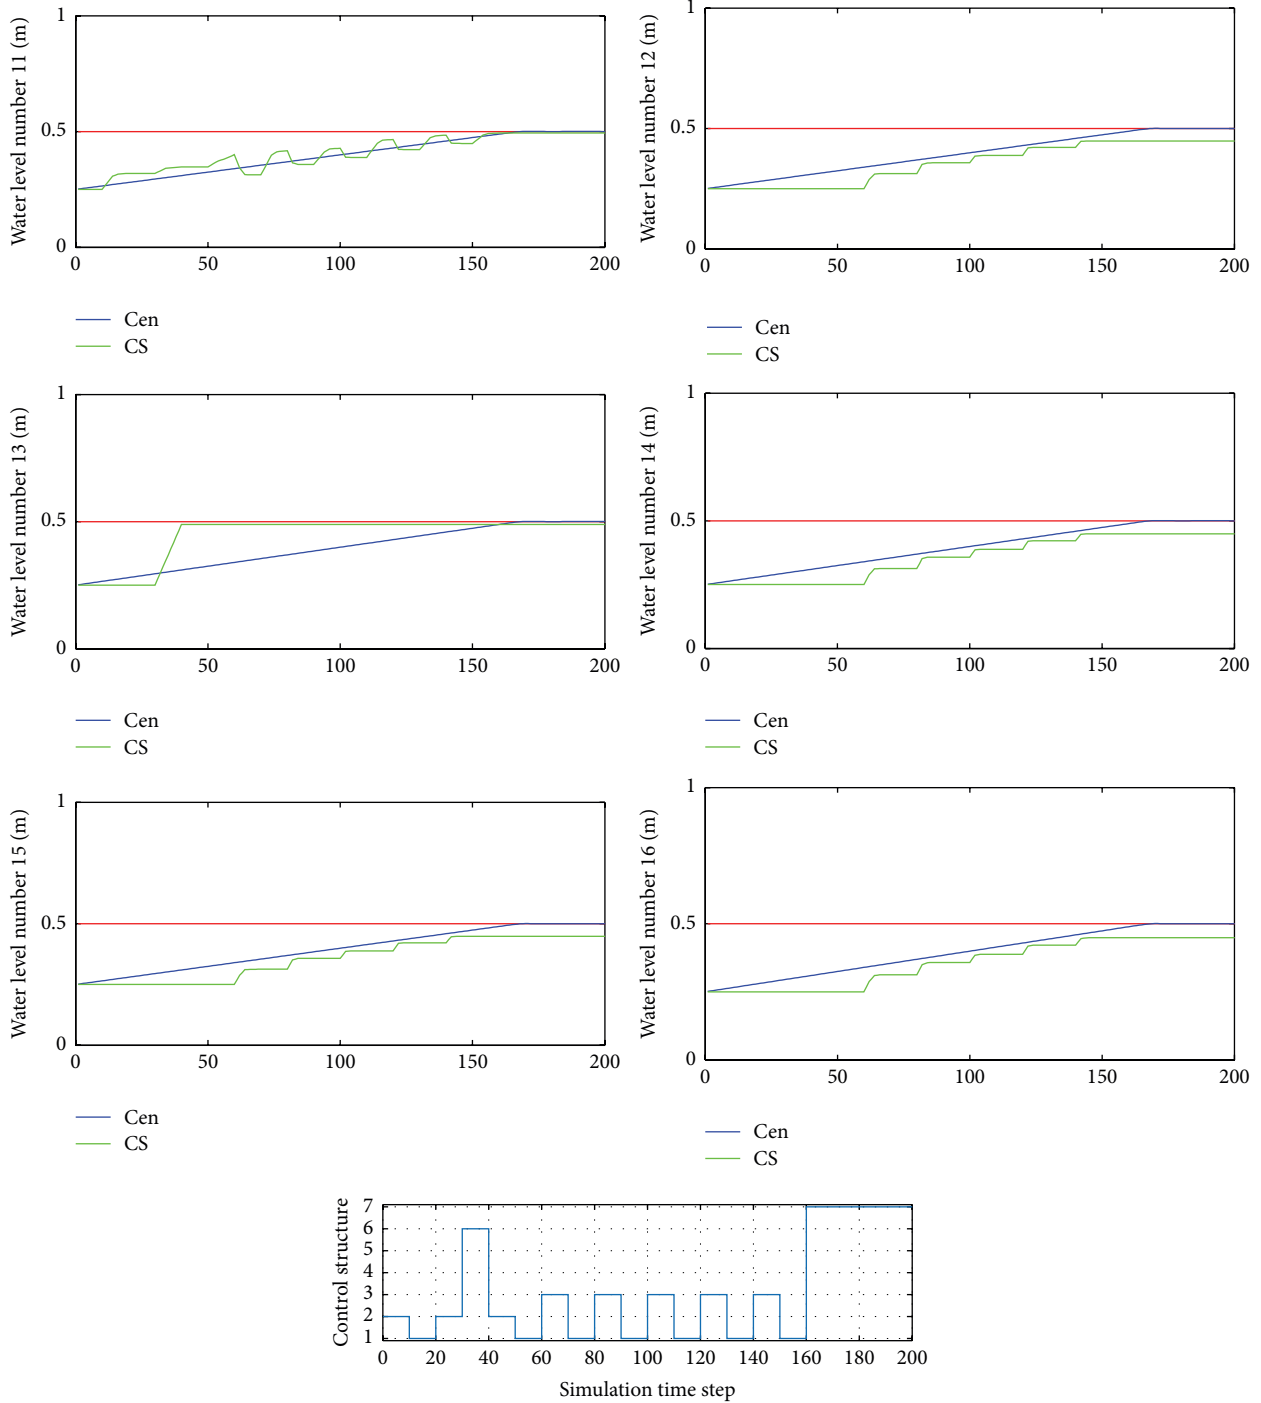 Water level number 11 (m)
1
0.5
0
0 50 100 150 200
Cen
CS
Water level number 12 (m)
1
0.5
0
0 50 100 150 200
Cen
CS
Water level number 13 (m)
1
0.5
0
0 50 100 150 200
Cen
CS
Water level number 14 (m)
1
0.5
0
0 50 100 150 200
Cen
CS
Water level number 15 (m)
1
0.5
0
0 50 100 150 200
Cen
CS
Water level number 16 (m)
1
0.5
0
0 50 100 150 200
Cen
CS
Control structure
7
6
5
4
3
2
1
0 20 40 60 80 100 120 140 160 180 200
Simulation time step